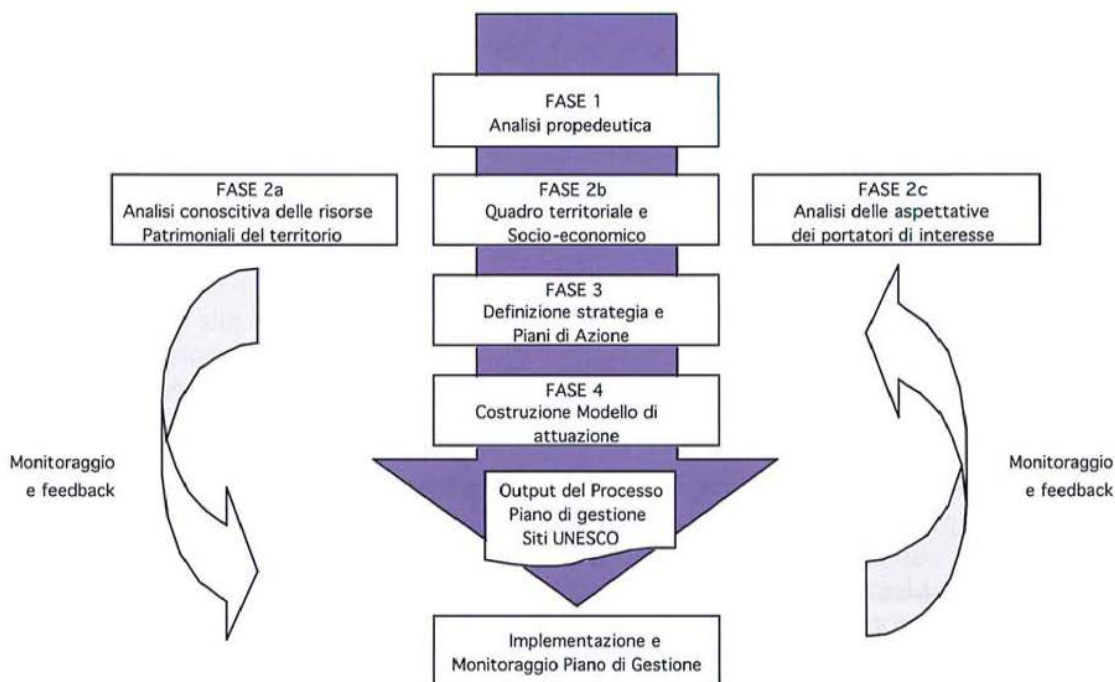 FASE 1
Analisi propedeutica
FASE 2a
Analisi conoscitiva delle risorse
Patrimoniali del territorio
FASE 2b
Quadro territoriale e
Socio-economico
FASE 2c
Analisi delle aspettative
dei portatori di interesse
FASE 3
Definizione strategia e
Piani di Azione
FASE 4
Costruzione Modello di
attuazione
Monitoraggio
e feedback
Output del Processo
Piano di gestione
Siti UNESCO
Monitoraggio
e feedback
Implementazione e
Monitoraggio Piano di Gestione